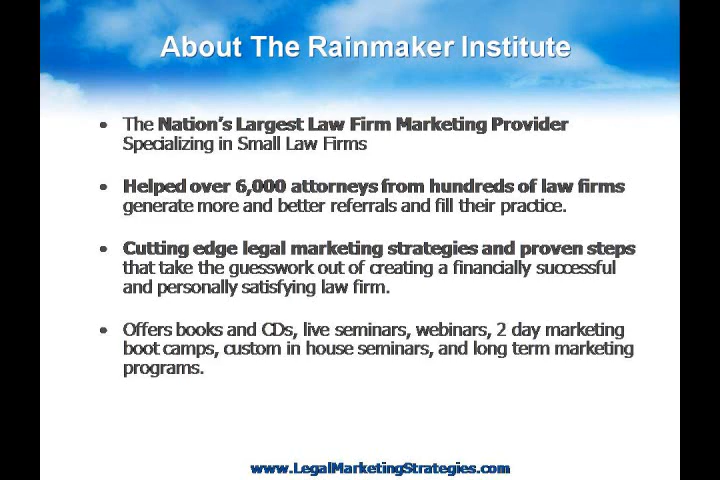 About The Rainmaker Institute
• The Nation's Largest Law Firm Marketing Provider
Specializing in Small Law Firms
• Helped over 6,000 attorneys from hundreds of law firms
generate more and better referrals and fill their practice.
• Cutting edge legal marketing strategies and proven steps
that take the guesswork out of creating a financially successful
and personally satisfying law firm.
• Offers books and CDs, live seminars, webinars, 2 day marketing
boot camps, custom in house seminars, and long term marketing
programs.
www.LegalMarketingStrategies.com